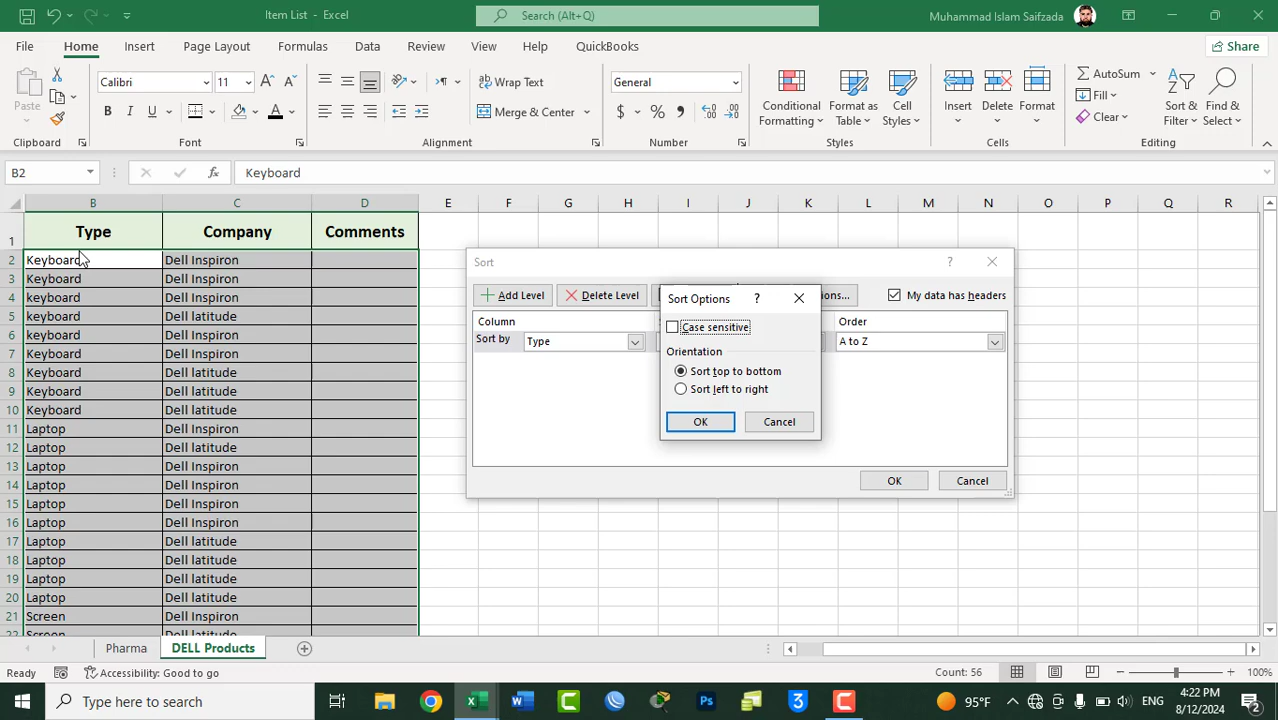 Item List - Excel
Search (Alt+Q)
Muhammad Islam Saifzada
File Home Insert Page Layout Formulas Data Review View Help QuickBooks Share
Paste
Calibri 11
Wrap Text
General
Conditional Formatting
Format as Table
Cell Styles
Insert
Delete
Format
AutoSum
Sort & Filter
Find & Select
B I U
Merge & Center
$ %
Fill
Clear
Clipboard Font Alignment Number Styles Cells Editing
B2 fx Keyboard
B C D E F G H I J K L M N O P Q R
1 Type Company Comments
2 Keyboard Dell Inspiron
3 Keyboard Dell Inspiron
4 keyboard Dell Inspiron
5 keyboard Dell latitude
6 keyboard Dell Inspiron
7 Keyboard Dell Inspiron
8 Keyboard Dell latitude
9 Keyboard Dell latitude
10 Keyboard Dell latitude
11 Laptop Dell Inspiron
12 Laptop Dell latitude
13 Laptop Dell Inspiron
14 Laptop Dell Inspiron
15 Laptop Dell Inspiron
16 Laptop Dell Inspiron
17 Laptop Dell latitude
18 Laptop Dell latitude
19 Laptop Dell latitude
20 Laptop Dell latitude
21 Screen Dell Inspiron
22 Screen Dell latitude
Sort ?
Add Level Delete Level My data has headers
Column Order
Sort by Type A to Z
OK Cancel
Sort Options ?
Case sensitive
Orientation
Sort top to bottom
Sort left to right
OK Cancel
Pharma DELL Products
Ready Accessibility: Good to go Count: 56 100%
Type here to search
95°F ENG 4:22 PM
8/12/2024 2